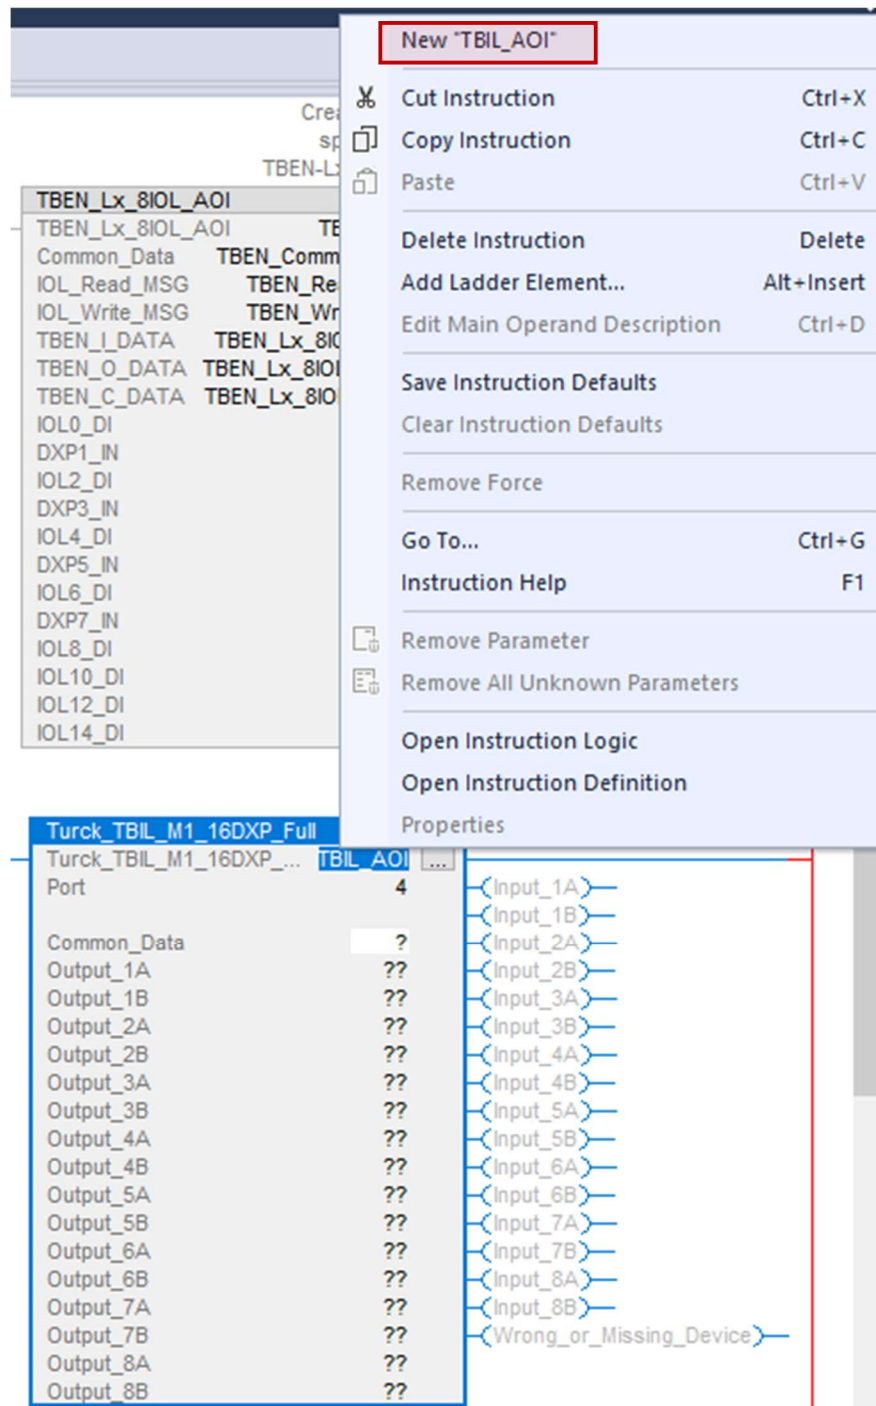 New "TBIL_AOI"
Cut Instruction Ctrl+X
Copy Instruction Ctrl+C
Paste Ctrl+V
Delete Instruction Delete
Add Ladder Element... Alt+Insert
Edit Main Operand Description Ctrl+D
Save Instruction Defaults
Clear Instruction Defaults
Remove Force
Go To... Ctrl+G
Instruction Help F1
Remove Parameter
Remove All Unknown Parameters
Open Instruction Logic
Open Instruction Definition
Properties
TBEN_Lx_8IOL_AOI
TBEN_Lx_8IOL_AOI TB
Common_Data TBEN_Comm
IOL_Read_MSG TBEN_Re
IOL_Write_MSG TBEN_Wr
TBEN_I_DATA TBEN_Lx_8IO
TBEN_O_DATA TBEN_Lx_8IOL
TBEN_C_DATA TBEN_Lx_8IO
IOL0_DI
DXP1_IN
IOL2_DI
DXP3_IN
IOL4_DI
DXP5_IN
IOL6_DI
DXP7_IN
IOL8_DI
IOL10_DI
IOL12_DI
IOL14_DI
Turck_TBIL_M1_16DXP_Full
Turck_TBIL_M1_16DXP_... TBIL_AOI ...
Port 4 Input_1A
Input_1B
Common_Data ? Input_2A
Output_1A ?? Input_2B
Output_1B ?? Input_3A
Output_2A ?? Input_3B
Output_2B ?? Input_4A
Output_3A ?? Input_4B
Output_3B ?? Input_5A
Output_4A ?? Input_5B
Output_4B ?? Input_6A
Output_5A ?? Input_6B
Output_5B ?? Input_7A
Output_6A ?? Input_7B
Output_6B ?? Input_8A
Output_7A ?? Input_8B
Output_7B ?? Wrong_or_Missing_Device
Output_8A ??
Output_8B ??